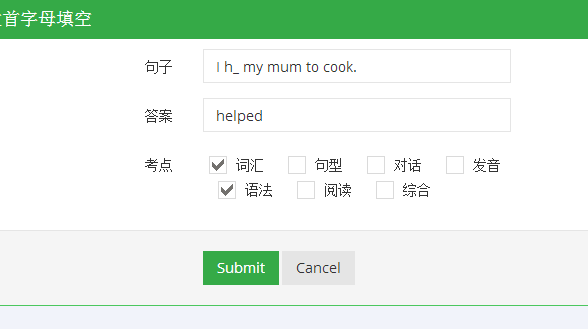 首字母填空
句子 I h_ my mum to cook.
答案 helped
考点 词汇 句型 对话 发音
语法 阅读 综合
Submit Cancel